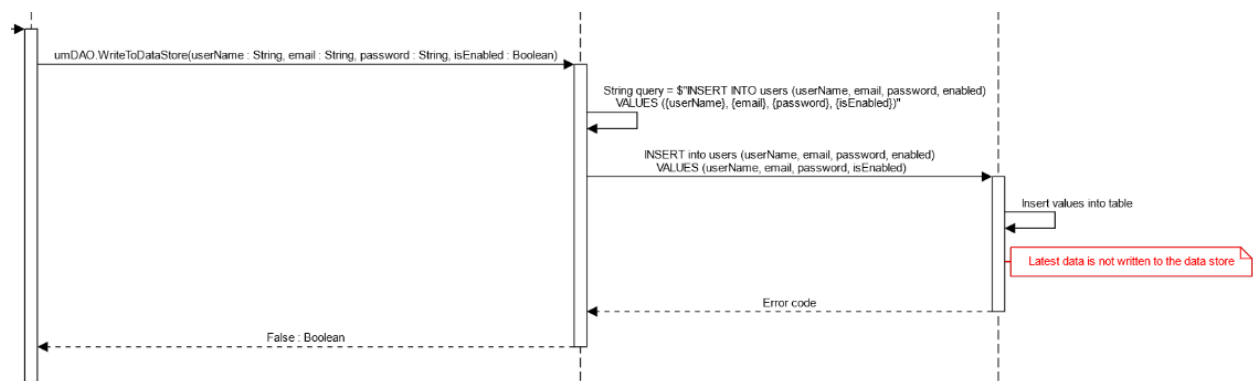 umDAO.WriteToDataStore(userName : String, email : String, password : String, isEnabled : Boolean)
String query = $"INSERT INTO users (userName, email, password, enabled)
VALUES ({userName}, {email}, {password}, {isEnabled})"
INSERT into users (userName, email, password, enabled)
VALUES (userName, email, password, isEnabled)
Insert values into table
Latest data is not written to the data store
Error code
False : Boolean